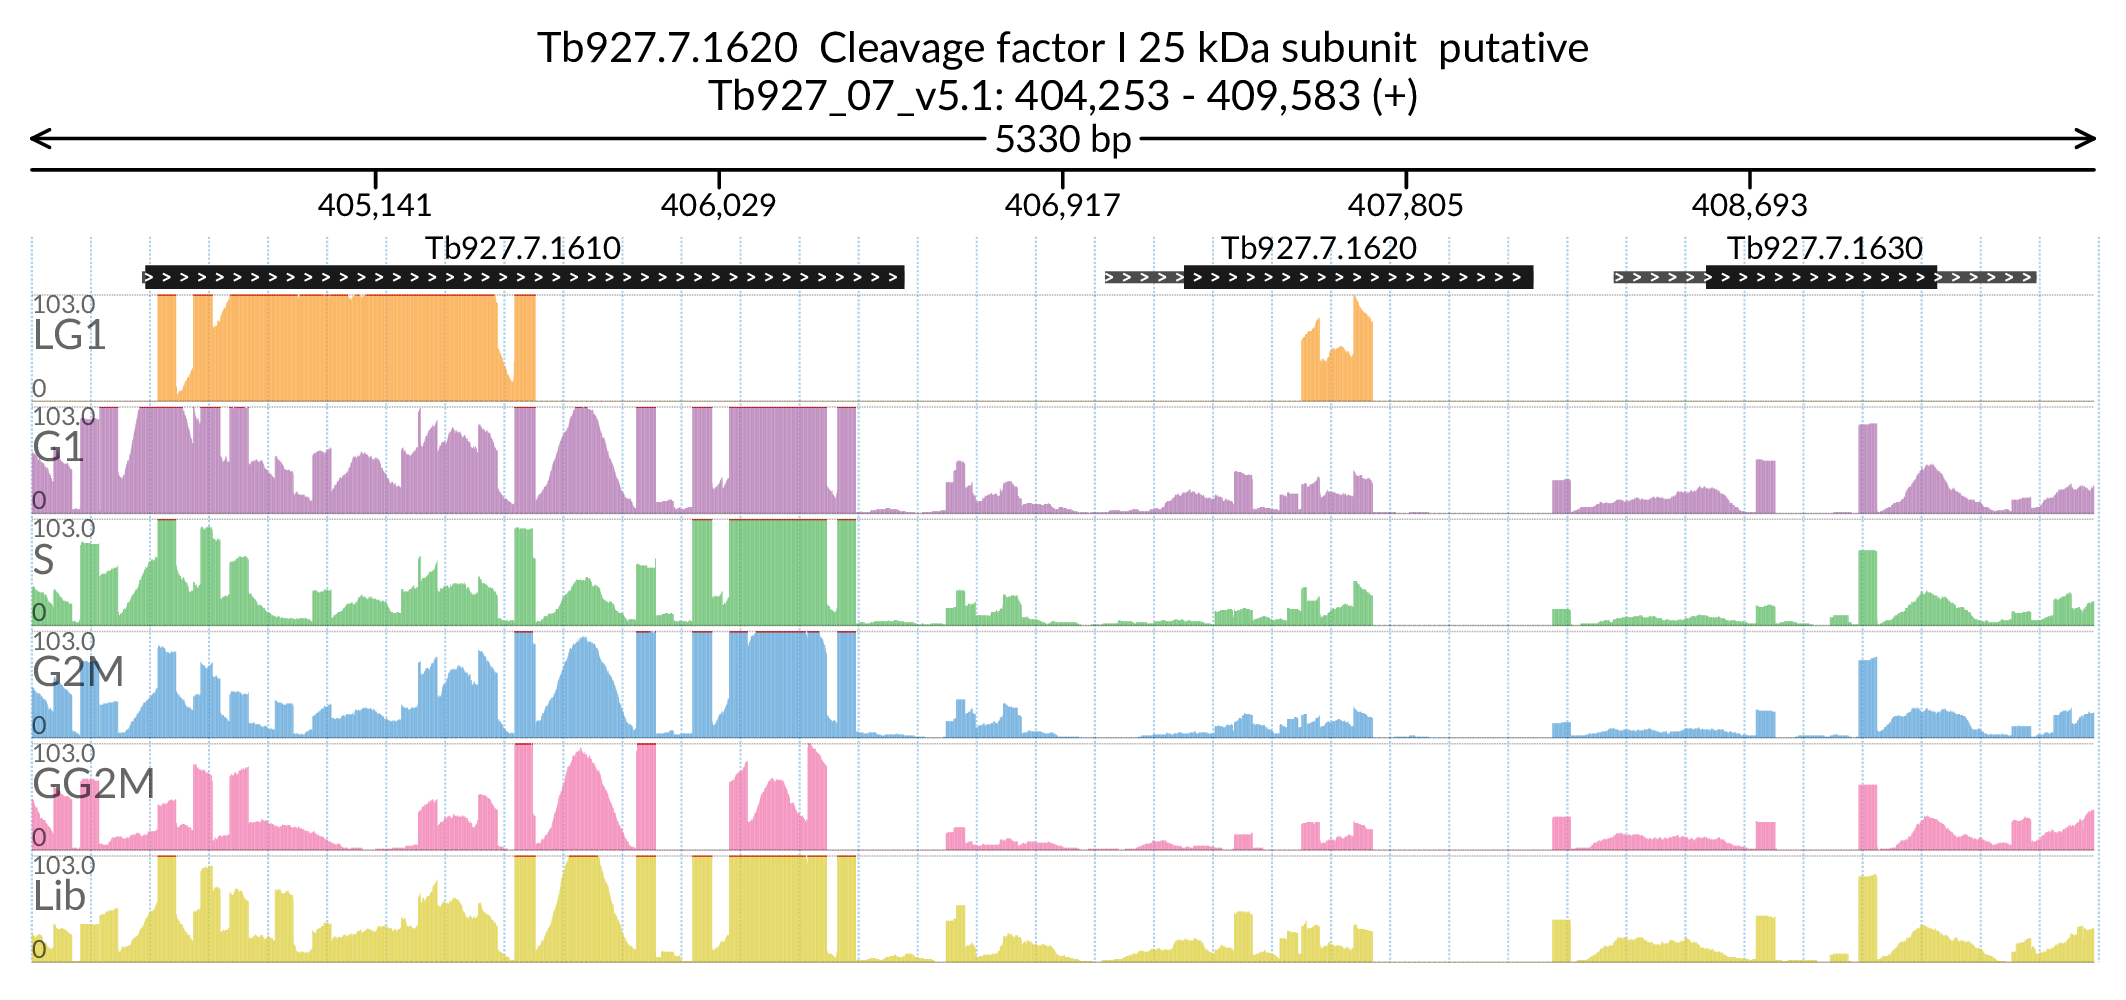 Tb927.7.1620  Cleavage factor I 25 kDa subunit  putative
Tb927_07_v5.1: 404,253 - 409,583 (+)
5330 bp
405,141 406,029 406,917 407,805 408,693
Tb927.7.1610 Tb927.7.1620 Tb927.7.1630
103.0
LG1
0
103.0
G1
0
103.0
S
0
103.0
G2M
0
103.0
GG2M
0
103.0
Lib
0